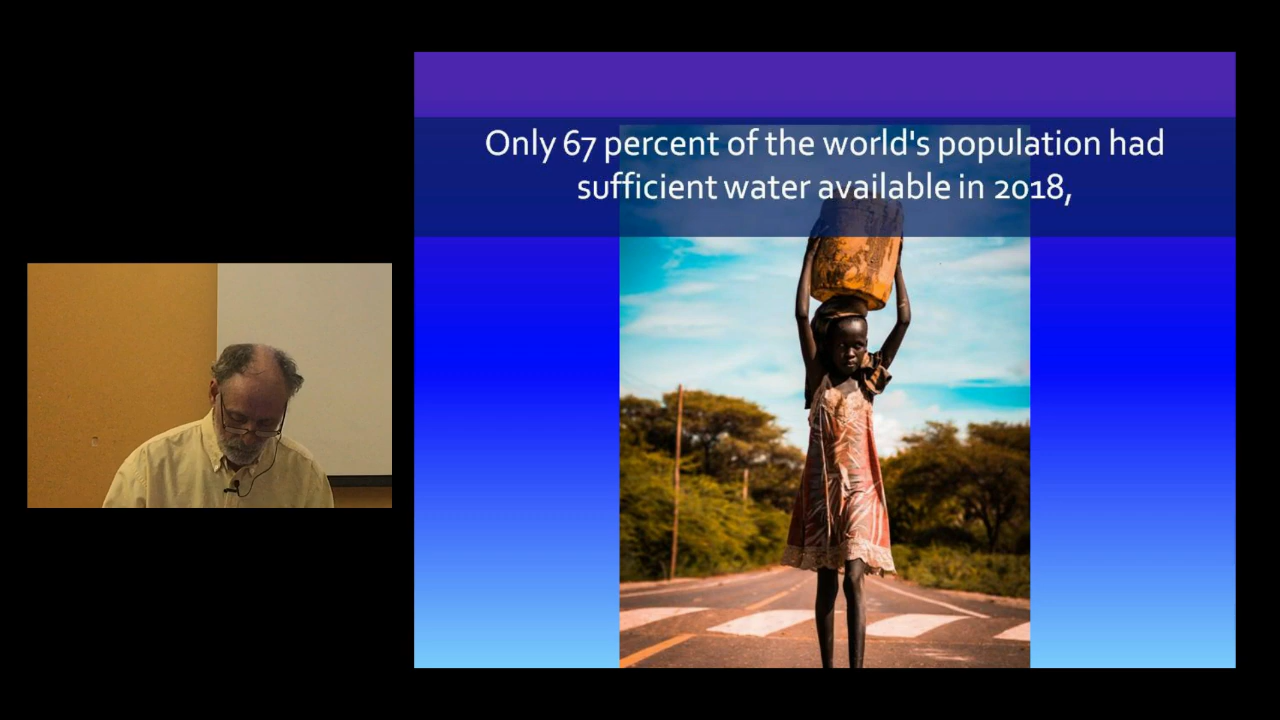 Only 67 percent of the world's population had
sufficient water available in 2018,